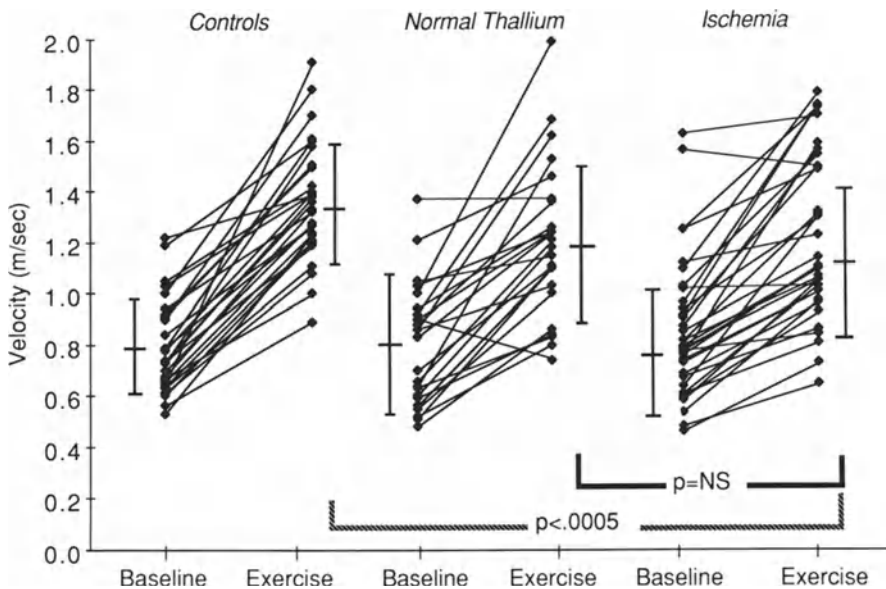 Controls Normal Thallium Ischemia
Velocity (m/sec)
2.0
1.8
1.6
1.4
1.2
1.0
0.8
0.6
0.4
0.2
0.0
p=NS
p<.0005
Baseline Exercise Baseline Exercise Baseline Exercise